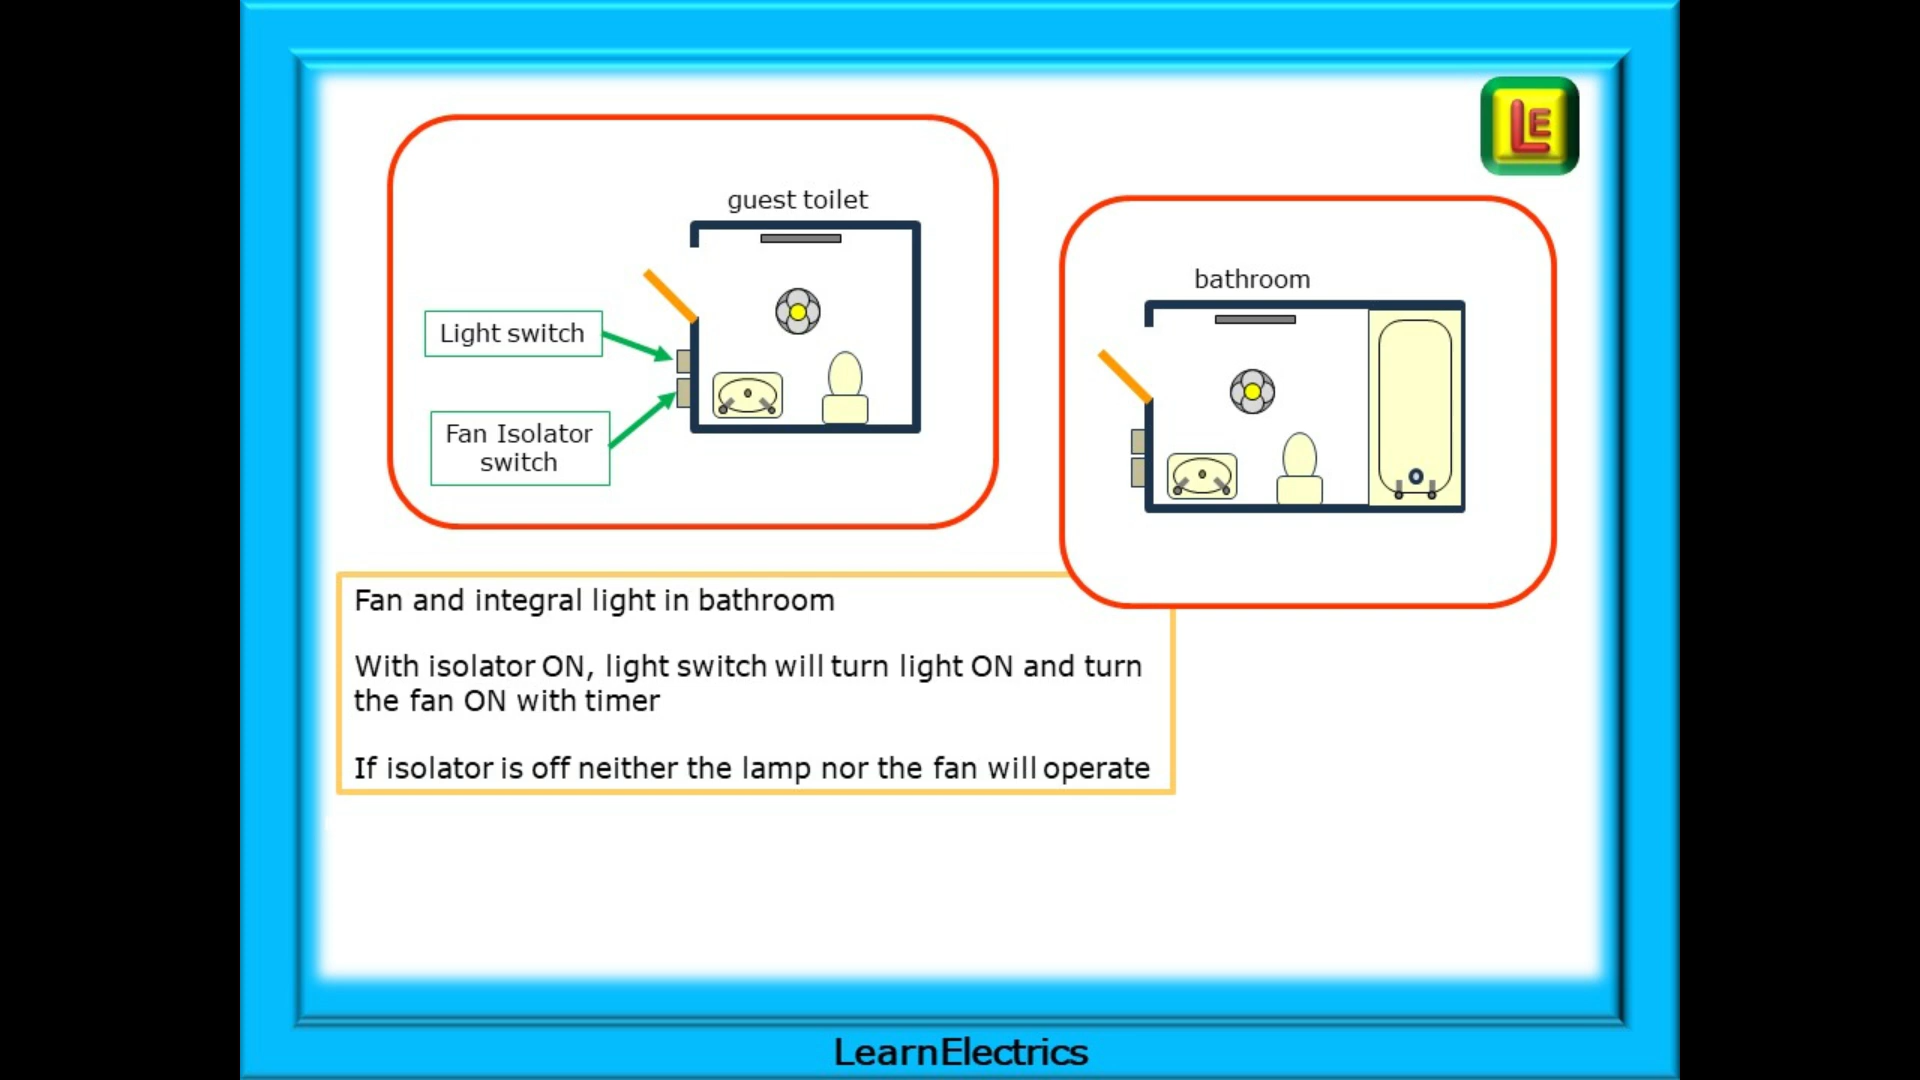 LE
guest toilet
bathroom
Light switch
Fan Isolator
switch
Fan and integral light in bathroom
With isolator ON, light switch will turn light ON and turn
the fan ON with timer
If isolator is off neither the lamp nor the fan will operate
LearnElectrics